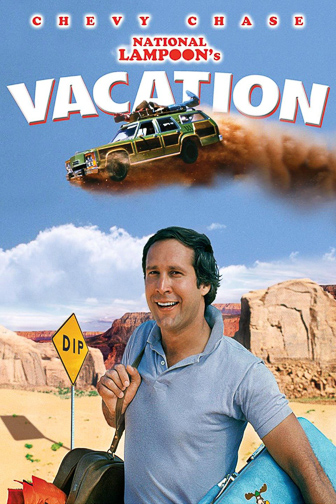 CHEVY CHASE
NATIONAL
LAMPOON's
VACATION
DIP